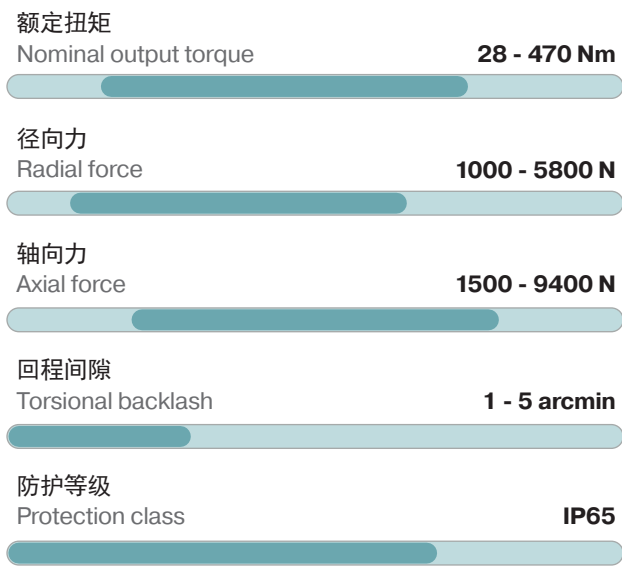 额定扭矩
Nominal output torque 28 - 470 Nm
径向力
Radial force 1000 - 5800 N
轴向力
Axial force 1500 - 9400 N
回程间隙
Torsional backlash 1 - 5 arcmin
防护等级
Protection class IP65